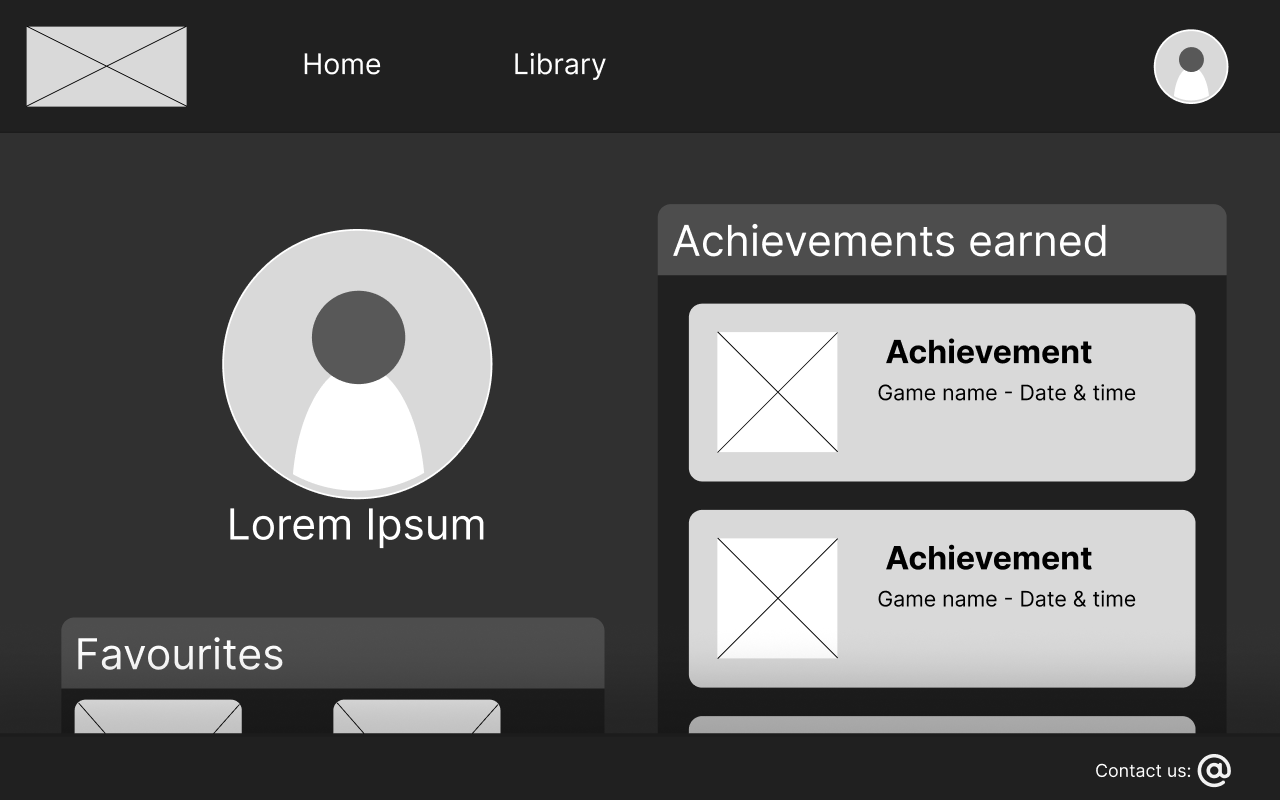 Home
Library
Achievements earned
Achievement
Game name - Date & time
Lorem Ipsum
Achievement
Game name - Date & time
Favourites
Contact us: @